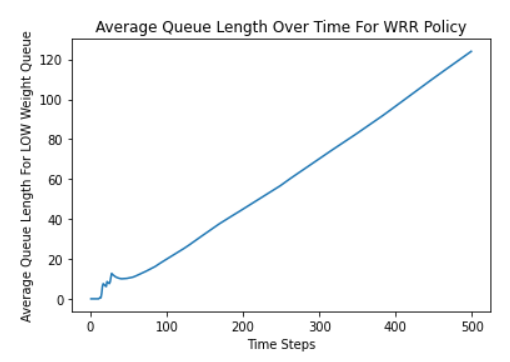 Average Queue Length Over Time For WRR Policy
Average Queue Length For LOW Weight Queue
120
100
80
60
40
20
0
0 100 200 300 400 500
Time Steps